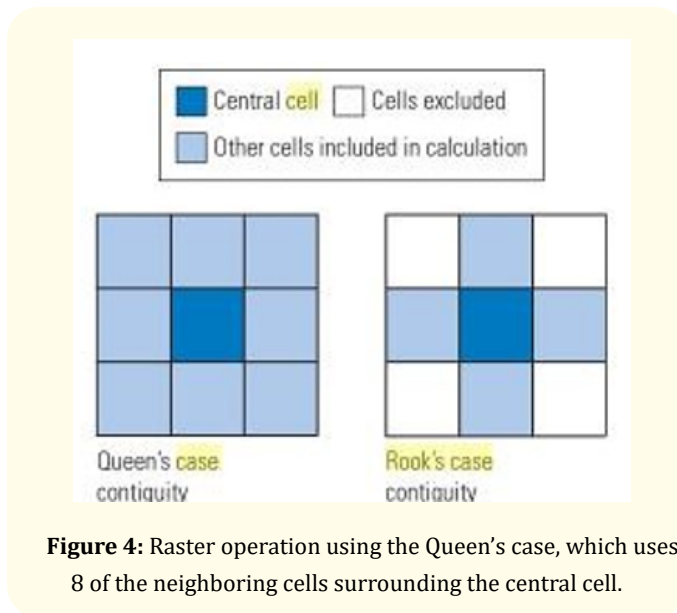 Central cell Cells excluded
Other cells included in calculation
Queen's case
contiguity
Rook's case
contiguity
Figure 4: Raster operation using the Queen's case, which uses
8 of the neighboring cells surrounding the central cell.